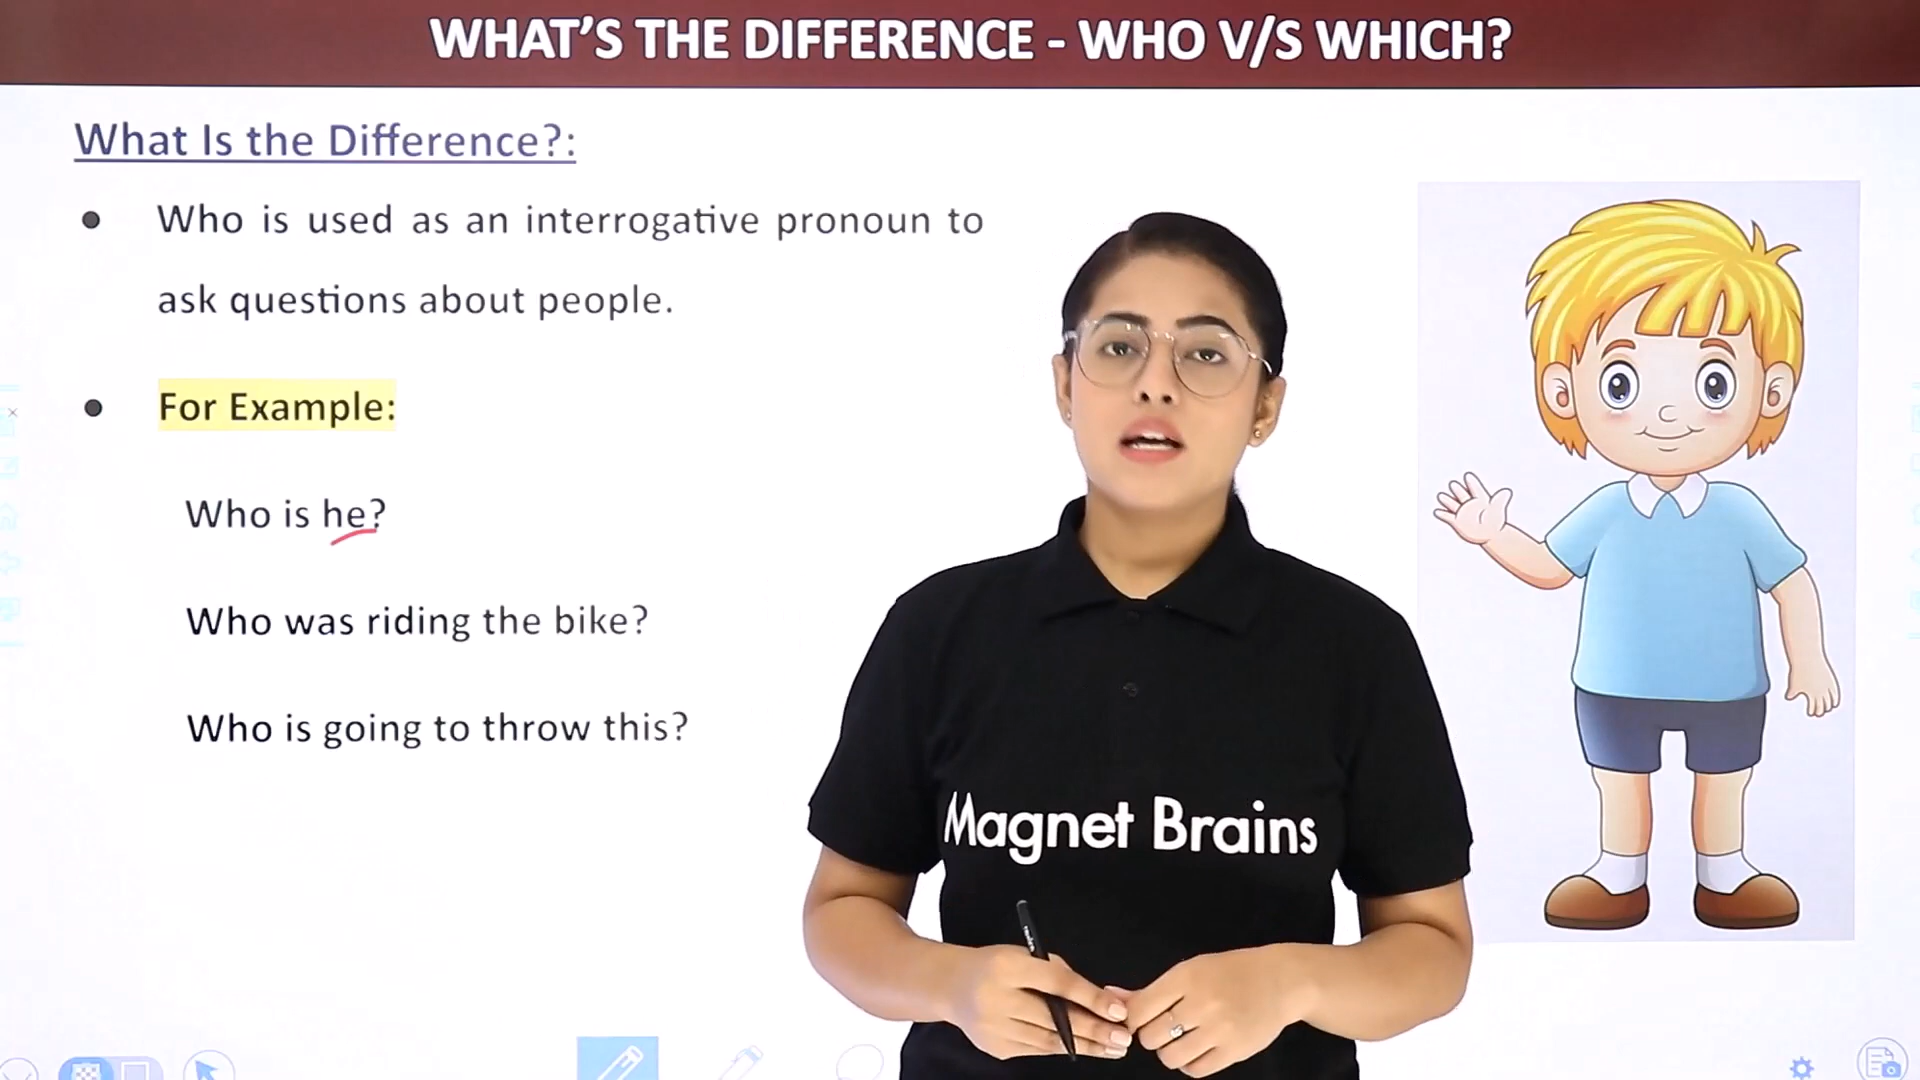 WHAT'S THE DIFFERENCE - WHO V/S WHICH?
What Is the Difference?:
● Who is used as an interrogative pronoun to
ask questions about people.
● For Example:
Who is he?
Who was riding the bike?
Who is going to throw this?
Magnet Brains